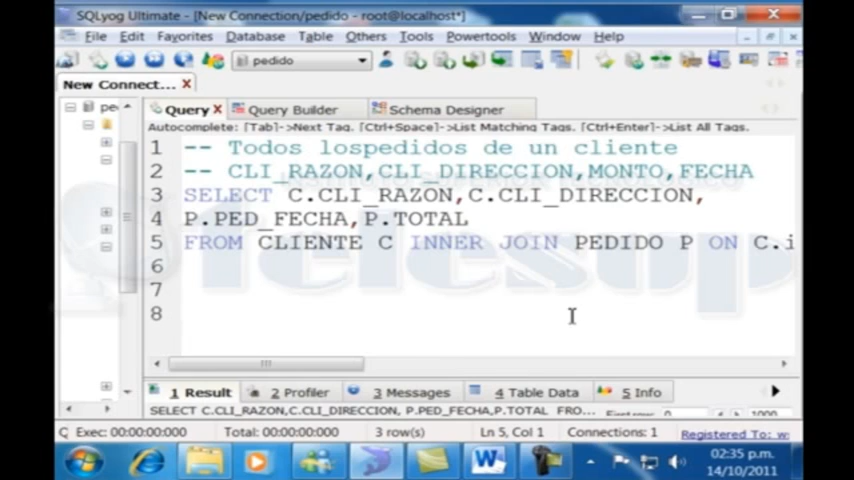 SQLyog Ultimate - [New Connection/pedido - root@localhost*]
File Edit Favorites Database Table Others Tools Powertools Window Help
pedido
New Connect... X
pe
Query X Query Builder Schema Designer
Autocomplete: [Tab]->Next Tag. [Ctrl+Space]->List Matching Tags. [Ctrl+Enter]->List All Tags.
1 -- Todos lospedidos de un cliente
2 -- CLI_RAZON,CLI_DIRECCION,MONTO,FECHA
3 SELECT C.CLI_RAZON,C.CLI_DIRECCION,
4 P.PED_FECHA,P.TOTAL
5 FROM CLIENTE C INNER JOIN PEDIDO P ON C.i
6
7
8
Telesup
1 Result 2 Profiler 3 Messages 4 Table Data 5 Info
SELECT C.CLI_RAZON,C.CLI_DIRECCION, P.PED_FECHA,P.TOTAL FRO... First row: 0 1000
Q Exec: 00:00:00:000 Total: 00:00:00:000 3 row(s) Ln 5, Col 1 Connections: 1 Registered To: w
02:35 p.m.
14/10/2011